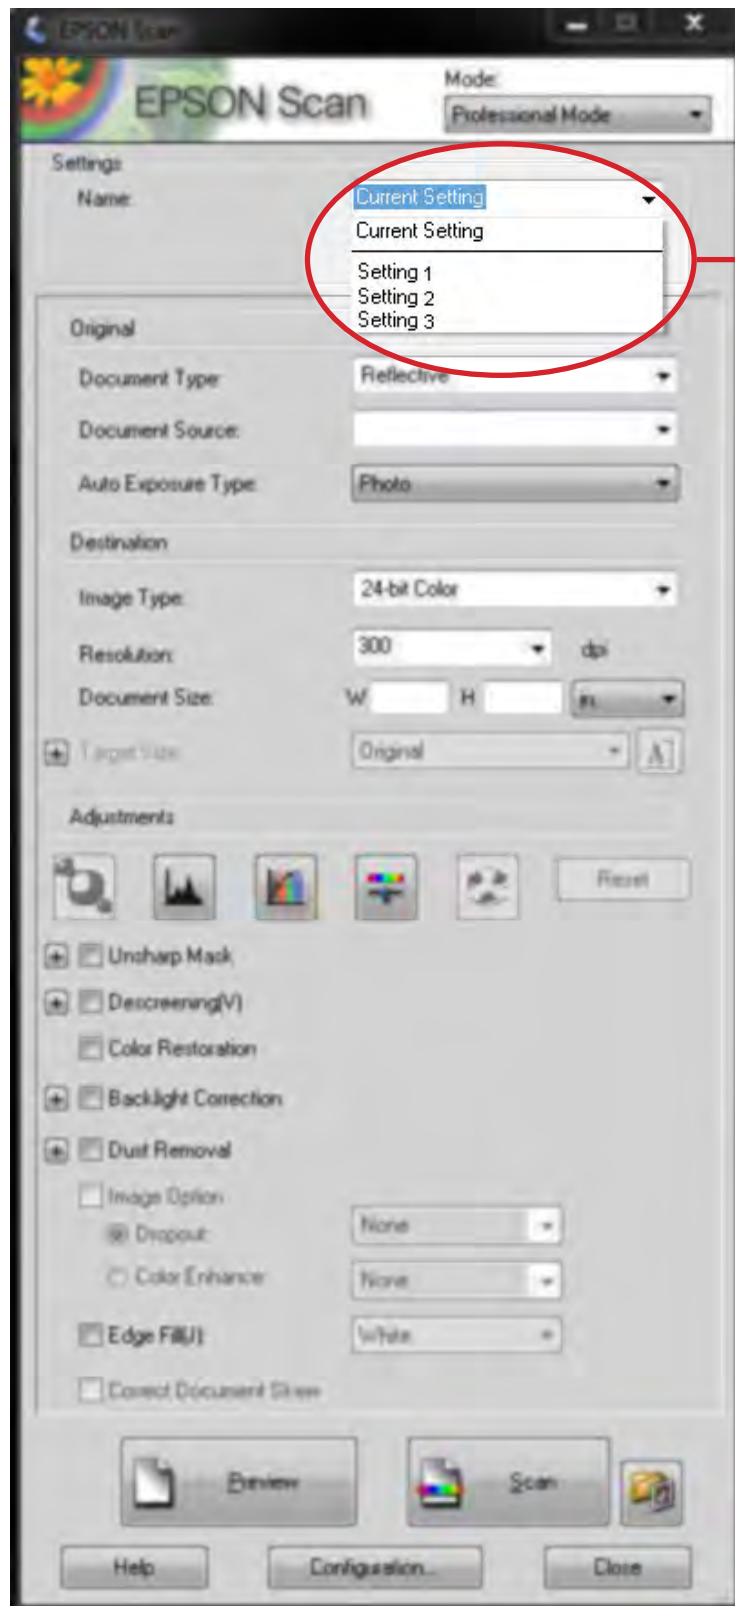 EPSON Scan
EPSON Scan
Mode:
Professional Mode
Settings
Name:
Current Setting
Current Setting
Setting 1
Setting 2
Setting 3
Original
Document Type:
Reflective
Document Source:
Auto Exposure Type:
Photo
Destination
Image Type:
24-bit Color
Resolution:
300
dpi
Document Size:
W
H
in.
Target Size:
Original
A
Adjustments
Reset
Unsharp Mask
Descreening(V)
Color Restoration
Backlight Correction
Dust Removal
Image Option
Dropout:
None
Color Enhance:
None
Edge Fill(J):
White
Correct Document Skew
Preview
Scan
Help
Configuration...
Close